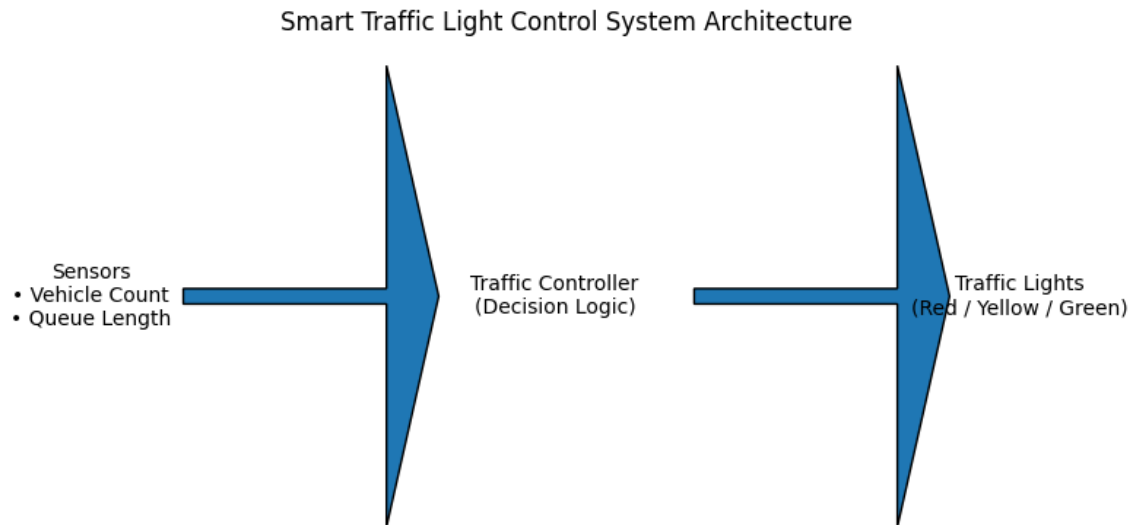 Smart Traffic Light Control System Architecture
Sensors
• Vehicle Count
• Queue Length
Traffic Controller
(Decision Logic)
Traffic Lights
(Red / Yellow / Green)